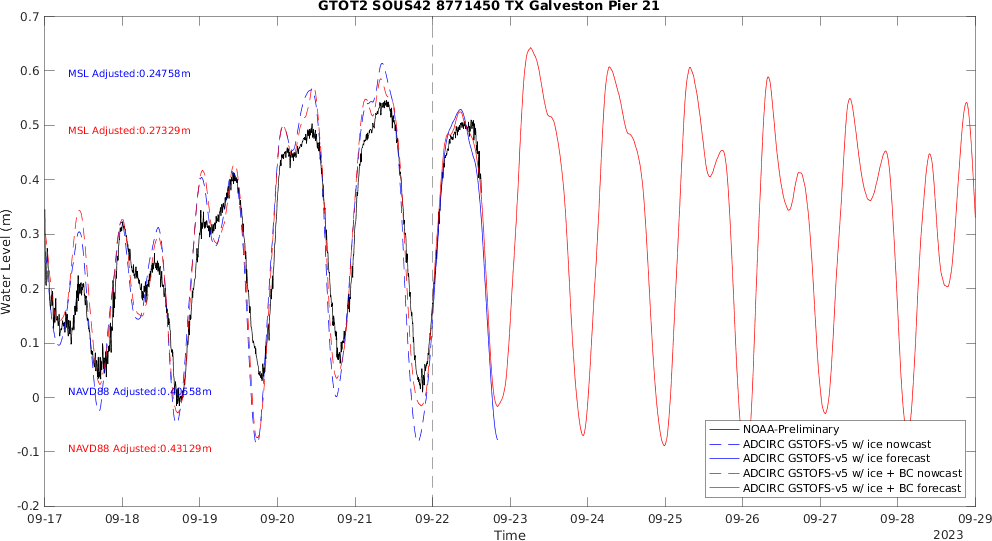 GTOT2 SOUS42 8771450 TX Galveston Pier 21
0.7
0.6
0.5
0.4
0.3
0.2
0.1
0
-0.1
-0.2
Water Level (m)
MSL Adjusted:0.24758m
MSL Adjusted:0.27329m
NAVD88 Adjusted:0.40558m
NAVD88 Adjusted:0.43129m
NOAA-Preliminary
ADCIRC GSTOFS-v5 w/ ice nowcast
ADCIRC GSTOFS-v5 w/ ice forecast
ADCIRC GSTOFS-v5 w/ ice + BC nowcast
ADCIRC GSTOFS-v5 w/ ice + BC forecast
09-17 09-18 09-19 09-20 09-21 09-22 09-23 09-24 09-25 09-26 09-27 09-28 09-29
Time
2023